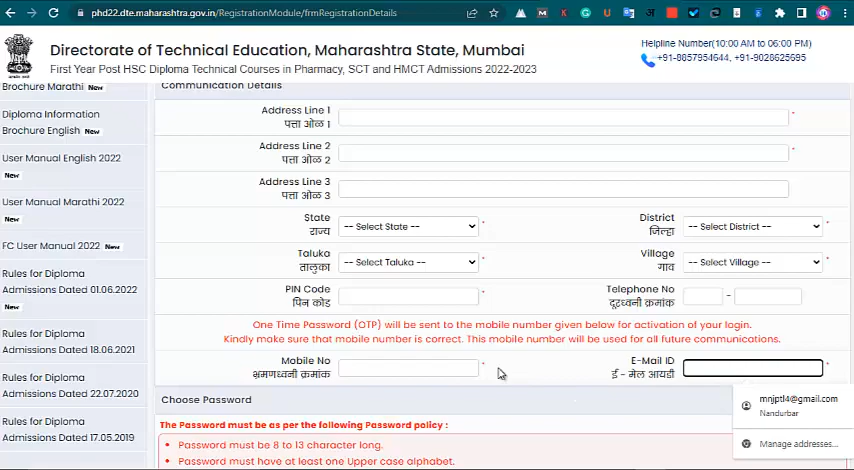 phd22.dte.maharashtra.gov.in/RegistrationModule/frmRegistrationDetails
Directorate of Technical Education, Maharashtra State, Mumbai
First Year Post HSC Diploma Technical Courses in Pharmacy, SCT and HMCT Admissions 2022-2023
Helpline Number(10:00 AM to 06:00 PM)
+91-8857954644, +91-9028625695
Brochure Marathi New
Diploma Information
Brochure English New
User Manual English 2022
New
User Manual Marathi 2022
New
FC User Manual 2022 New
Rules for Diploma
Admissions Dated 01.06.2022
New
Rules for Diploma
Admissions Dated 18.06.2021
Rules for Diploma
Admissions Dated 22.07.2020
Rules for Diploma
Admissions Dated 17.05.2019
Communication Details
Address Line 1 *
पत्ता ओळ 1
Address Line 2 *
पत्ता ओळ 2
Address Line 3
पत्ता ओळ 3
State -- Select State -- *
राज्य
District -- Select District -- *
जिल्हा
Taluka -- Select Taluka -- *
तालुका
Village -- Select Village -- *
गाव
PIN Code *
पिन कोड
Telephone No -
दूरध्वनी क्रमांक
One Time Password (OTP) will be sent to the mobile number given below for activation of your login.
Kindly make sure that mobile number is correct. This mobile number will be used for all future communications.
Mobile No *
भ्रमणध्वनी क्रमांक
E-Mail ID *
ई - मेल आयडी
mnjptl4@gmail.com
Nandurbar
Manage addresses...
Choose Password
The Password must be as per the following Password policy :
• Password must be 8 to 13 character long.
• Password must have at least one Upper case alphabet.